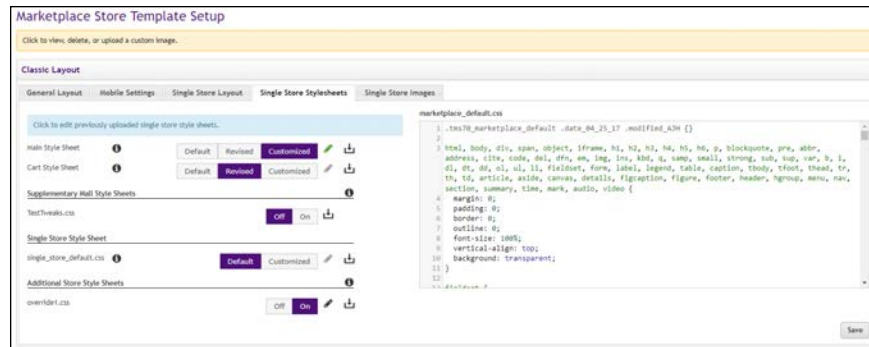 Marketplace Store Template Setup
Click to view, delete, or upload a custom image.
Classic Layout
General Layout Mobile Settings Single Store Layout Single Store Stylesheets Single Store Images
Click to edit previously uploaded single store style sheets.
main Style Sheet Default Revised Customized
Cart Style Sheet Default Revised Customized
Supplementary Mall Style Sheets
TestTweaks.css Off On
Single Store Style Sheet
single_store_default.css Default Customized
Additional Store Style Sheets
override1.css Off On
marketplace_default.css
1 .tms70_marketplace_default .date_04_25_17 .modified_AJH {}
2
3 html, body, div, span, object, iframe, h1, h2, h3, h4, h5, h6, p, blockquote, pre, abbr,
address, cite, code, del, dfn, em, img, ins, kbd, q, samp, small, strong, sub, sup, var, b, i,
dl, dt, dd, ol, ul, li, fieldset, form, label, legend, table, caption, tbody, tfoot, thead, tr,
th, td, article, aside, canvas, details, figcaption, figure, footer, header, hgroup, menu, nav,
section, summary, time, mark, audio, video {
4 margin: 0;
5 padding: 0;
6 border: 0;
7 outline: 0;
8 font-size: 100%;
9 vertical-align: top;
10 background: transparent;
11 }
12
Save